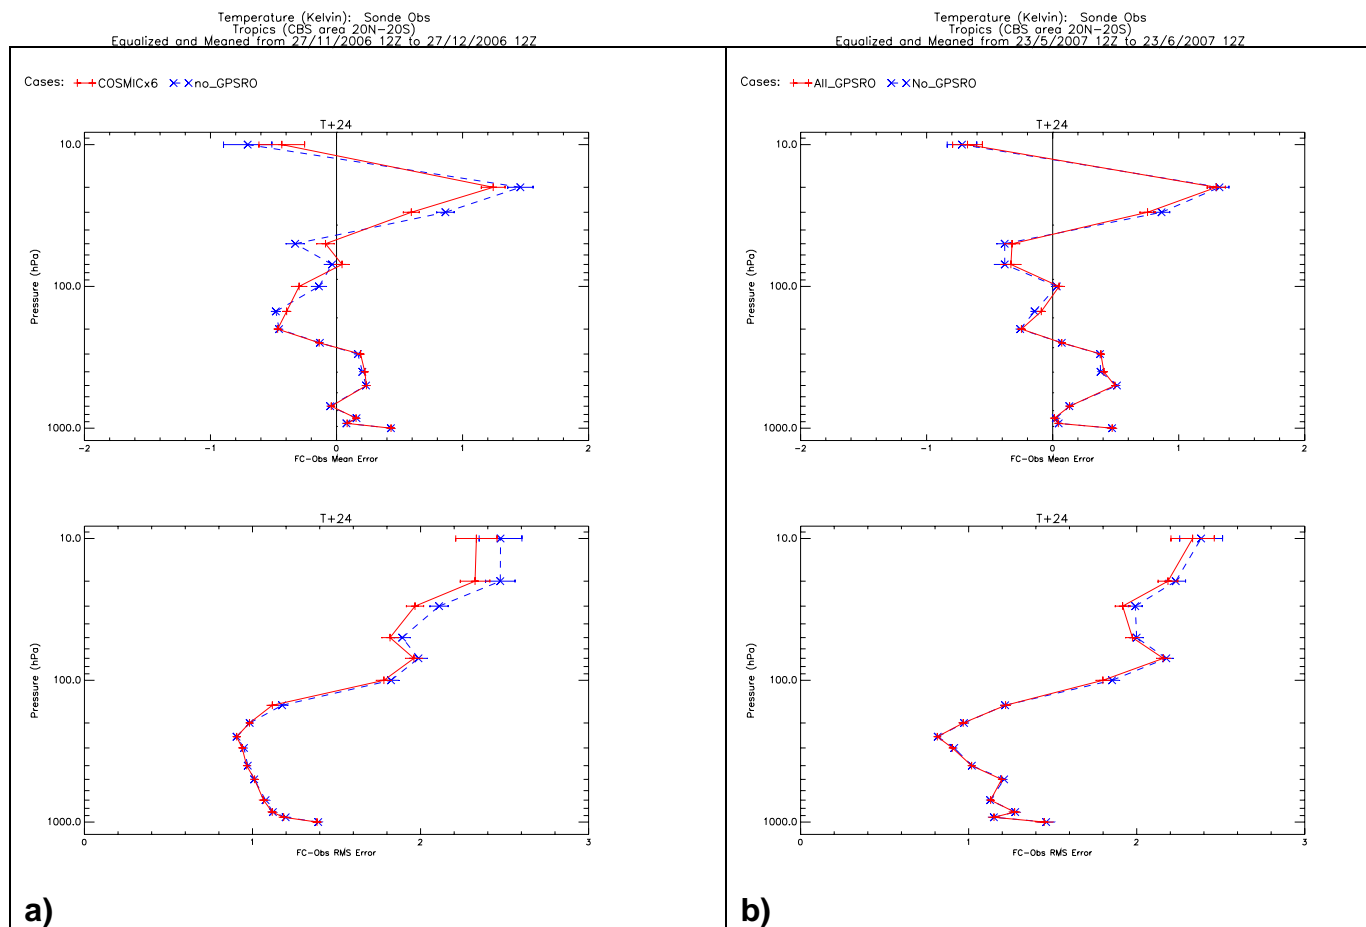 Temperature (Kelvin): Sonde Obs
Tropics (CBS area 20N-20S)
Equalized and Meaned from 27/11/2006 12Z to 27/12/2006 12Z
Cases: COSMICx6 no_GPSRO
T+24
10.0
100.0
1000.0
Pressure (hPa)
-2 -1 0 1 2
FC-Obs Mean Error
T+24
10.0
100.0
1000.0
Pressure (hPa)
0 1 2 3
FC-Obs RMS Error
a)
Temperature (Kelvin): Sonde Obs
Tropics (CBS area 20N-20S)
Equalized and Meaned from 23/5/2007 12Z to 23/6/2007 12Z
Cases: All_GPSRO No_GPSRO
T+24
10.0
100.0
1000.0
Pressure (hPa)
-2 -1 0 1 2
FC-Obs Mean Error
T+24
10.0
100.0
1000.0
Pressure (hPa)
0 1 2 3
FC-Obs RMS Error
b)